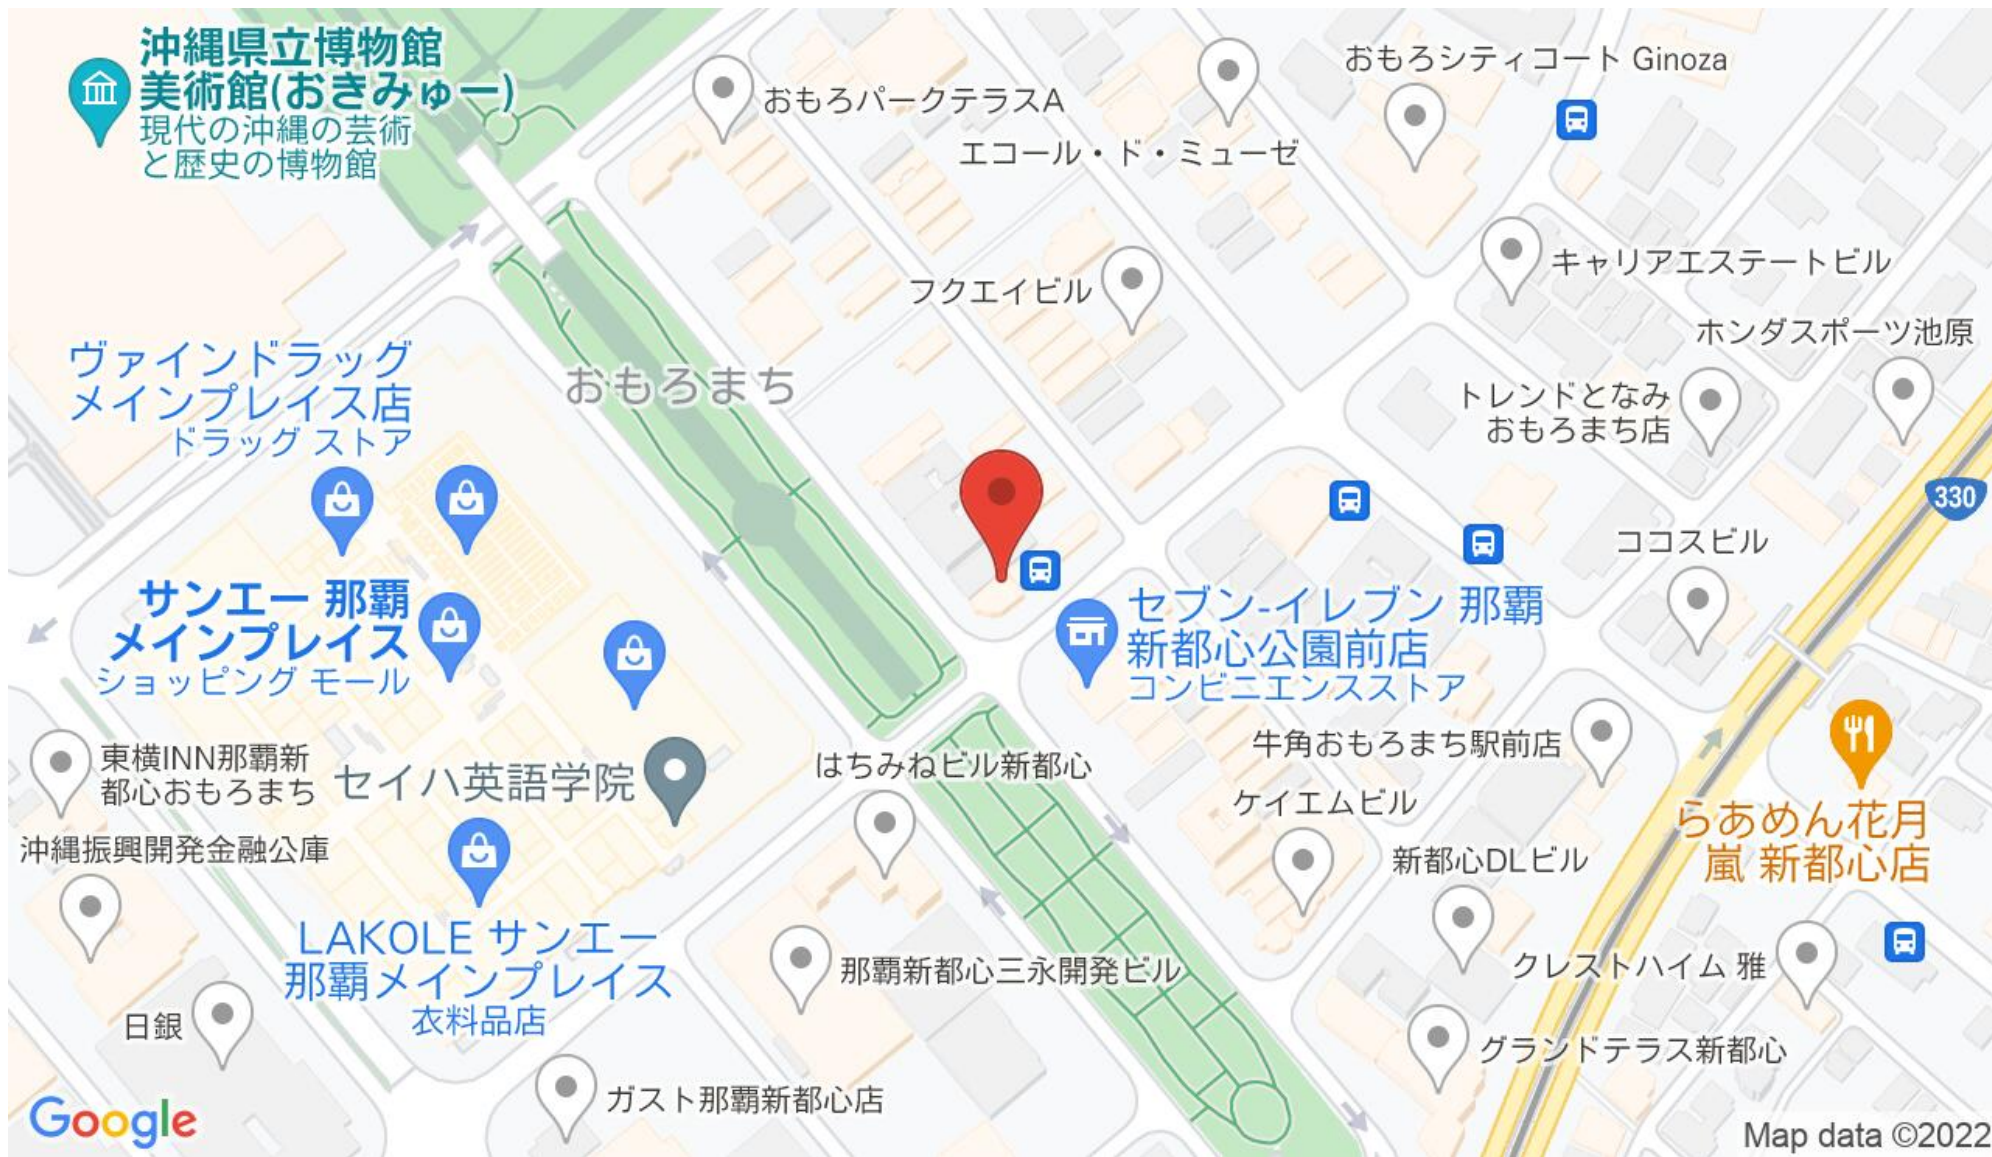 沖縄県立博物館
美術館(おきみゅー)
現代の沖縄の芸術
と歴史の博物館
おもろパークテラスA
エコール・ド・ミューゼ
おもろシティコート Ginoza
キャリアエステートビル
フクエイビル
ホンダスポーツ池原
ヴァインドラッグ
メインプレイス店
ドラッグ ストア
おもろまち
トレンドとなみ
おもろまち店
330
ココスビル
サンエー 那覇
メインプレイス
ショッピング モール
セブン-イレブン 那覇
新都心公園前店
コンビニエンスストア
東横INN那覇新
都心おもろまち
セイハ英語学院
はちみねビル新都心
牛角おもろまち駅前店
ケイエムビル
らあめん花月
嵐 新都心店
沖縄振興開発金融公庫
新都心DLビル
LAKOLE サンエー
那覇メインプレイス
衣料品店
那覇新都心三永開発ビル
クレストハイム 雅
日銀
グランドテラス新都心
ガスト那覇新都心店
Google
Map data ©2022